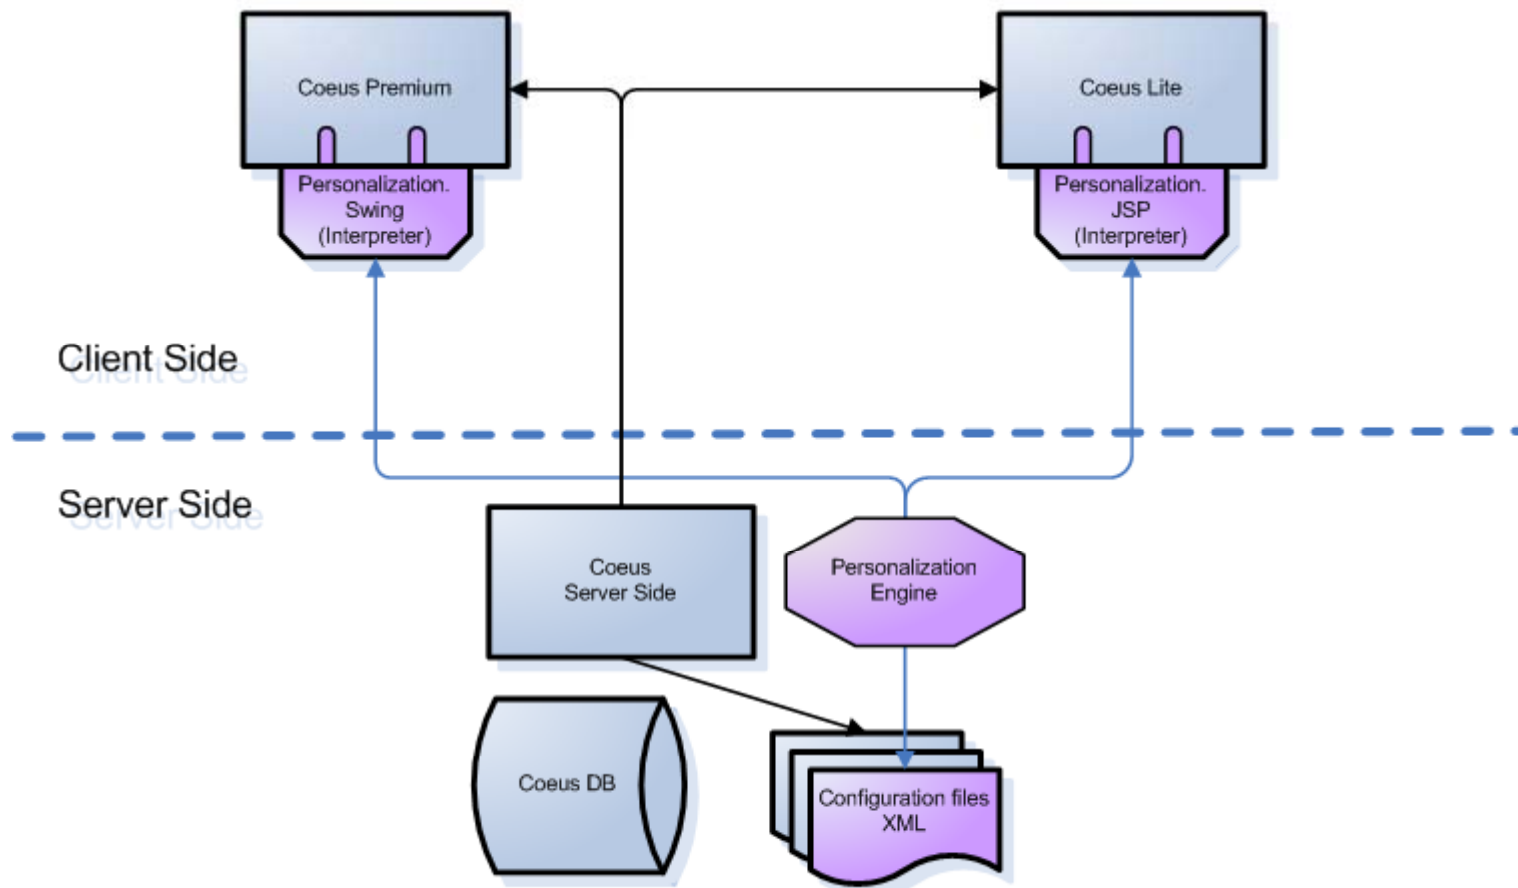 Coeus Premium
Coeus Lite
Personalization.
Swing
(Interpreter)
Personalization.
JSP
(Interpreter)
Client Side
Server Side
Coeus
Server Side
Personalization
Engine
Coeus DB
Configuration files
XML